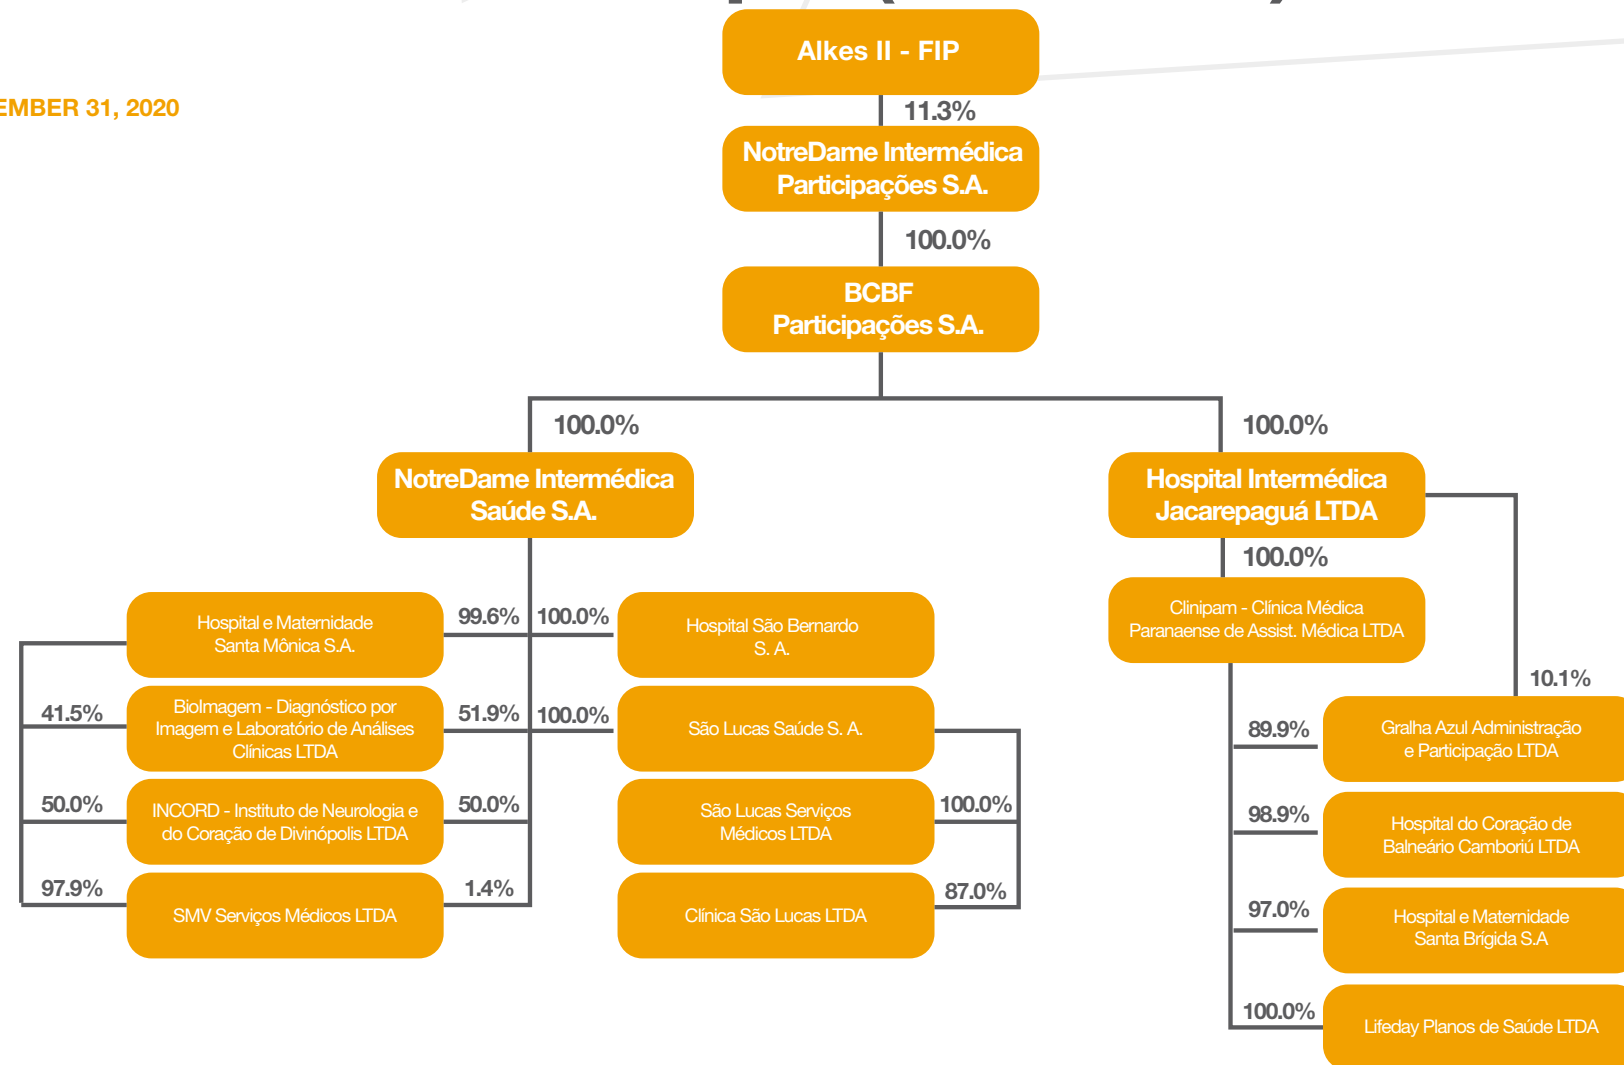 Alkes II - FIP
EMBER 31, 2020
11.3%
NotreDame Intermédica
Participações S.A.
100.0%
BCBF
Participações S.A.
100.0%
100.0%
NotreDame Intermédica
Saúde S.A.
Hospital Intermédica
Jacarepaguá LTDA
100.0%
Hospital e Maternidade
Santa Mônica S.A.
99.6%
100.0%
Hospital São Bernardo
S. A.
Clinipam - Clínica Médica
Paranaense de Assist. Médica LTDA
10.1%
41.5%
BioImagem - Diagnóstico por
Imagem e Laboratório de Análises
Clínicas LTDA
51.9%
100.0%
São Lucas Saúde S. A.
89.9%
Gralha Azul Administração
e Participação LTDA
50.0%
INCORD - Instituto de Neurologia e
do Coração de Divinópolis LTDA
50.0%
São Lucas Serviços
Médicos LTDA
100.0%
98.9%
Hospital do Coração de
Balneário Camboriú LTDA
97.9%
SMV Serviços Médicos LTDA
1.4%
Clínica São Lucas LTDA
87.0%
97.0%
Hospital e Maternidade
Santa Brígida S.A
100.0%
Lifeday Planos de Saúde LTDA